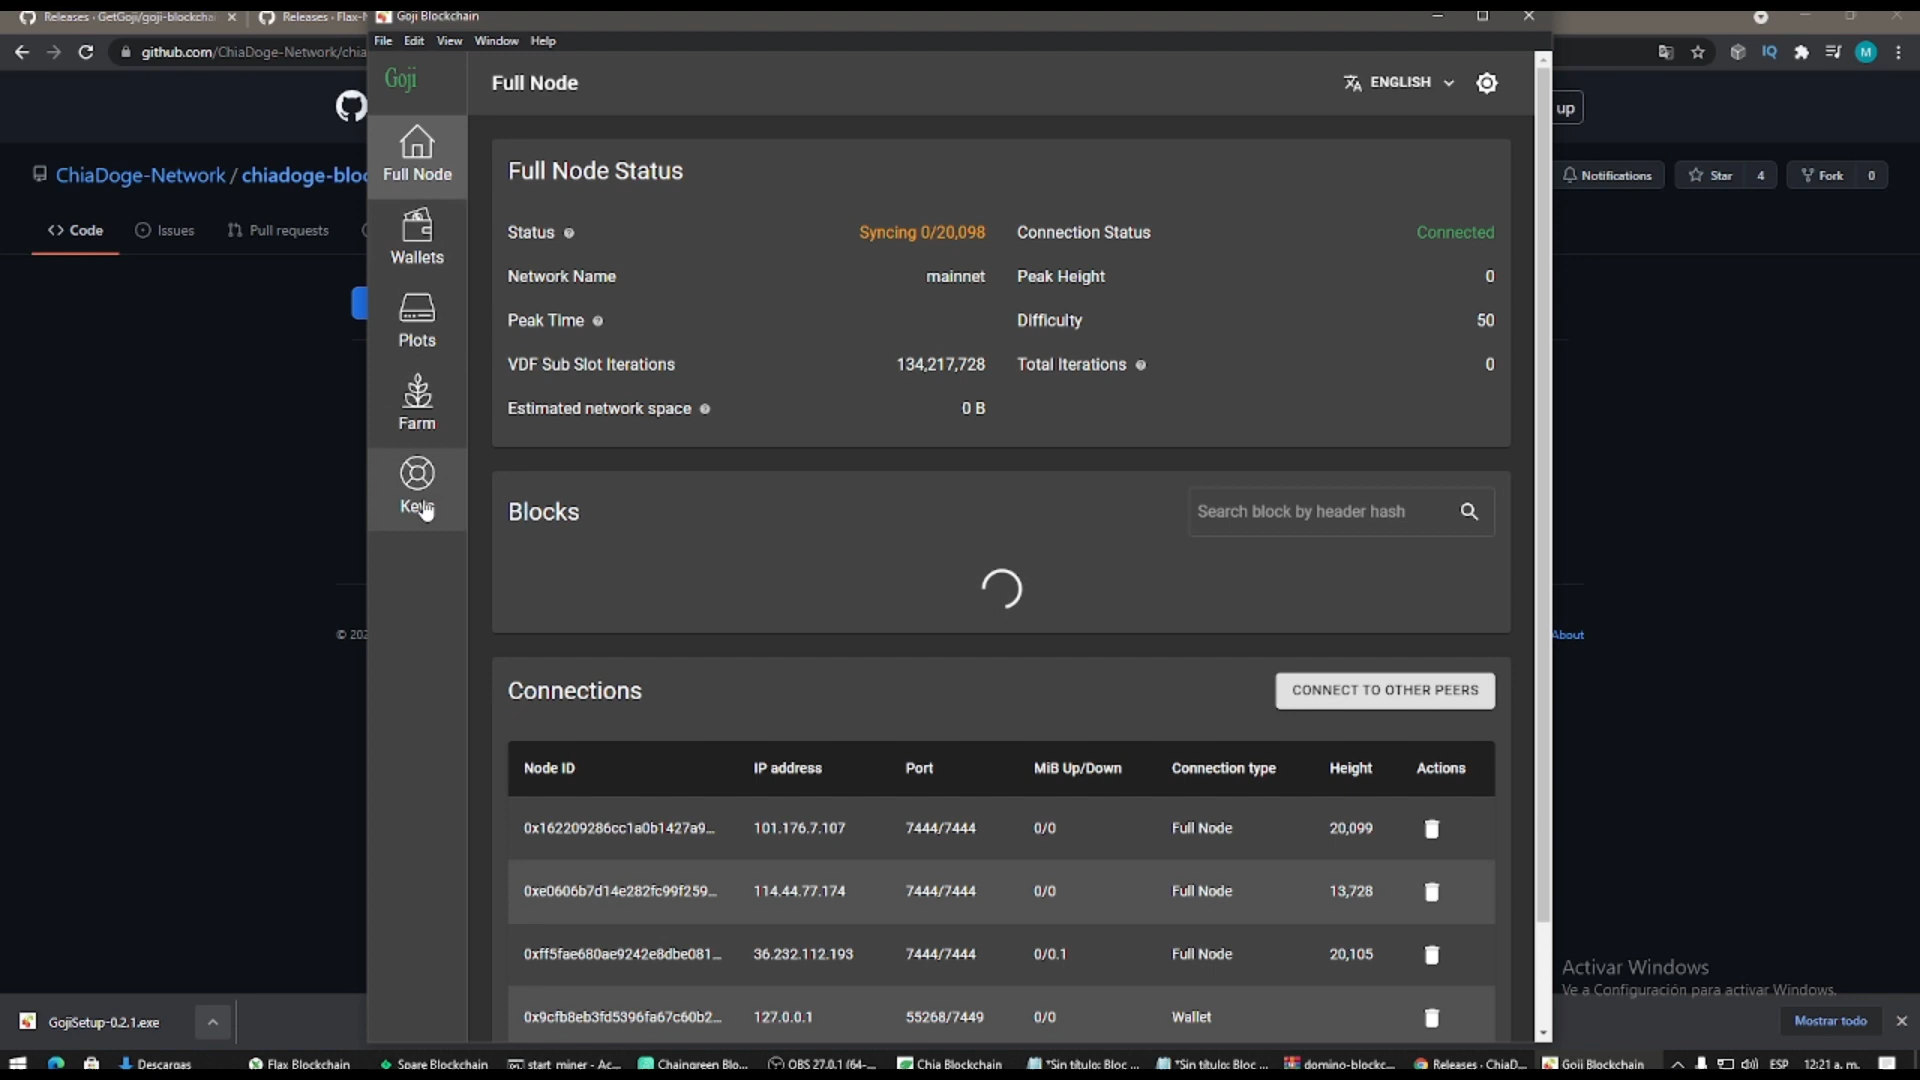 Releases · GetGoji/goji-blockcha
Releases · Flax-N
Goji Blockchain
File Edit View Window Help
github.com/ChiaDoge-Network/chia
IQ
M
Goji
Full Node
ENGLISH
up
Full Node
Wallets
Plots
Farm
Keys
ChiaDoge-Network / chiadoge-bloc
Notifications
Star 4
Fork 0
Code
Issues
Pull requests
Full Node Status
Status Syncing 0/20,098 Connection Status Connected
Network Name mainnet Peak Height 0
Peak Time Difficulty 50
VDF Sub Slot Iterations 134,217,728 Total Iterations 0
Estimated network space 0 B
Blocks
Search block by header hash
© 202
About
Connections
CONNECT TO OTHER PEERS
Node ID IP address Port MiB Up/Down Connection type Height Actions
0x162209286cc1a0b1427a9... 101.176.7.107 7444/7444 0/0 Full Node 20,099
0xe0606b7d14e282fc99f259... 114.44.77.174 7444/7444 0/0 Full Node 13,728
0xff5fae680ae9242e8dbe081... 36.232.112.193 7444/7444 0/0.1 Full Node 20,105
0x9cfb8eb3fd5396fa67c60b2... 127.0.0.1 55268/7449 0/0 Wallet
Activar Windows
Ve a Configuración para activar Windows.
GojiSetup-0.2.1.exe
Mostrar todo
Descargas
Flax Blockchain
Spare Blockchain
start_miner - Ac...
Chaingreen Blo...
OBS 27.0.1 (64-...
Chia Blockchain
*Sin título: Bloc ...
*Sin título: Bloc ...
domino-blockc...
Releases · ChiaD...
Goji Blockchain
ESP
12:21 a. m.